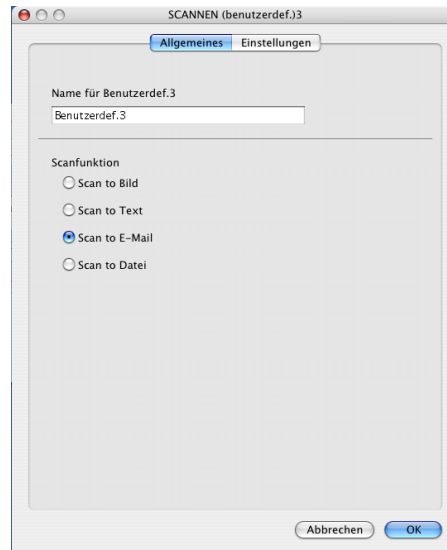 SCANNEN (benutzerdef.)3
Allgemeines Einstellungen
Name für Benutzerdef.3
Benutzerdef.3
Scanfunktion
Scan to Bild
Scan to Text
Scan to E-Mail
Scan to Datei
Abbrechen OK